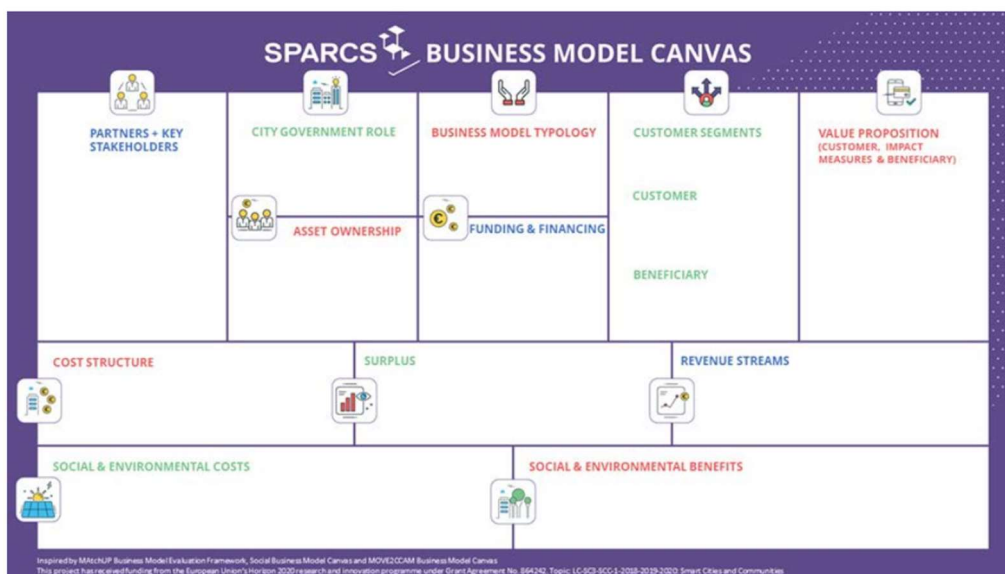 SPARCS BUSINESS MODEL CANVAS
PARTNERS + KEY
STAKEHOLDERS
CITY GOVERNMENT ROLE
ASSET OWNERSHIP
BUSINESS MODEL TYPOLOGY
FUNDING & FINANCING
CUSTOMER SEGMENTS
CUSTOMER
BENEFICIARY
VALUE PROPOSITION
(CUSTOMER, IMPACT
MEASURES & BENEFICIARY)
COST STRUCTURE
SURPLUS
REVENUE STREAMS
SOCIAL & ENVIRONMENTAL COSTS
SOCIAL & ENVIRONMENTAL BENEFITS
Inspired by MAtchUP Business Model Evaluation Framework, Social Business Model Canvas and MOVE2CCAM Business Model Canvas
This project has received funding from the European Union's Horizon 2020 research and innovation programme under Grant Agreement No. 864242. Topic: LC-SC3-SCC-1-2018-2019-2020: Smart Cities and Communities